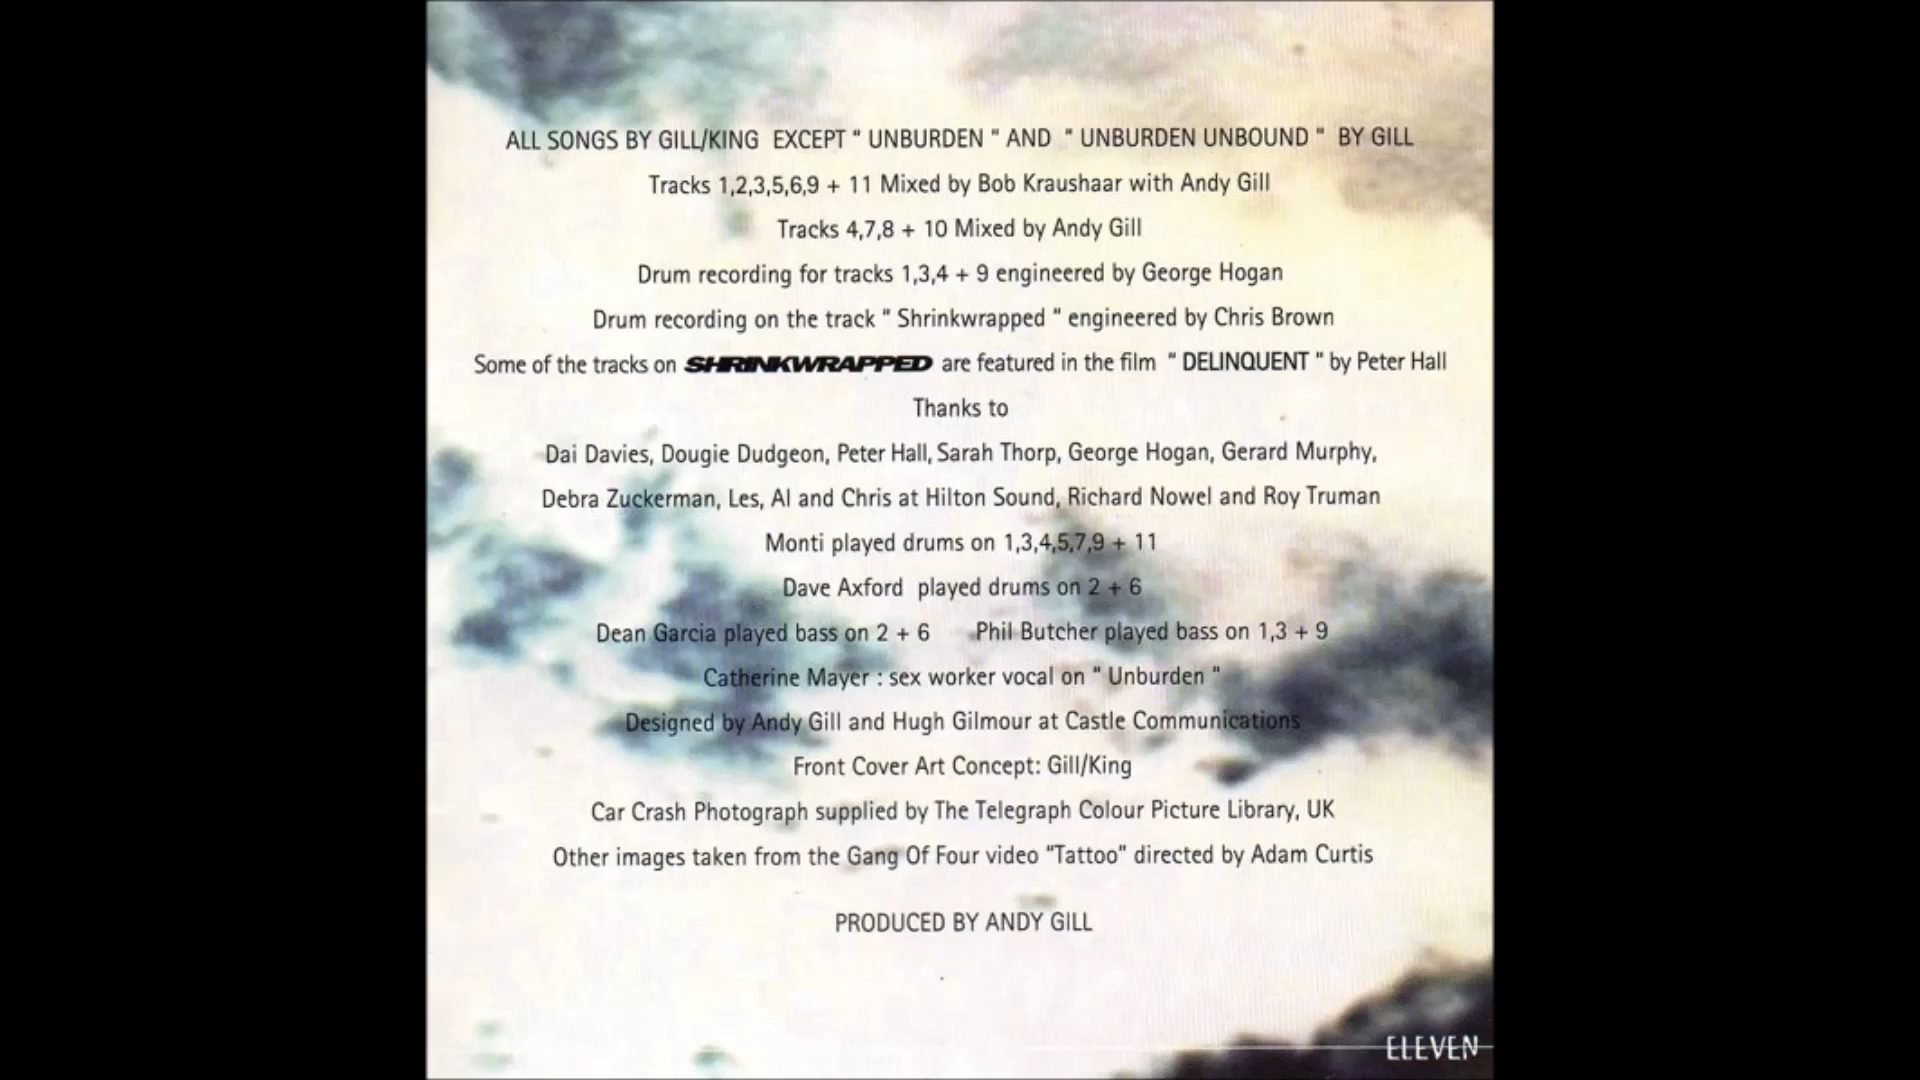 ALL SONGS BY GILL/KING EXCEPT " UNBURDEN " AND " UNBURDEN UNBOUND " BY GILL
Tracks 1,2,3,5,6,9 + 11 Mixed by Bob Kraushaar with Andy Gill
Tracks 4,7,8 + 10 Mixed by Andy Gill
Drum recording for tracks 1,3,4 + 9 engineered by George Hogan
Drum recording on the track " Shrinkwrapped " engineered by Chris Brown
Some of the tracks on SHRINKWRAPPED are featured in the film " DELINQUENT " by Peter Hall
Thanks to
Dai Davies, Dougie Dudgeon, Peter Hall, Sarah Thorp, George Hogan, Gerard Murphy,
Debra Zuckerman, Les, Al and Chris at Hilton Sound, Richard Nowel and Roy Truman
Monti played drums on 1,3,4,5,7,9 + 11
Dave Axford played drums on 2 + 6
Dean Garcia played bass on 2 + 6 Phil Butcher played bass on 1,3 + 9
Catherine Mayer : sex worker vocal on " Unburden "
Designed by Andy Gill and Hugh Gilmour at Castle Communications
Front Cover Art Concept: Gill/King
Car Crash Photograph supplied by The Telegraph Colour Picture Library, UK
Other images taken from the Gang Of Four video "Tattoo" directed by Adam Curtis
PRODUCED BY ANDY GILL
ELEVEN